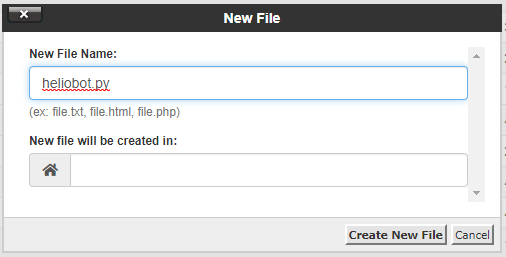 New File
New File Name:
heliobot.py
(ex: file.txt, file.html, file.php)
New file will be created in:
Create New File Cancel